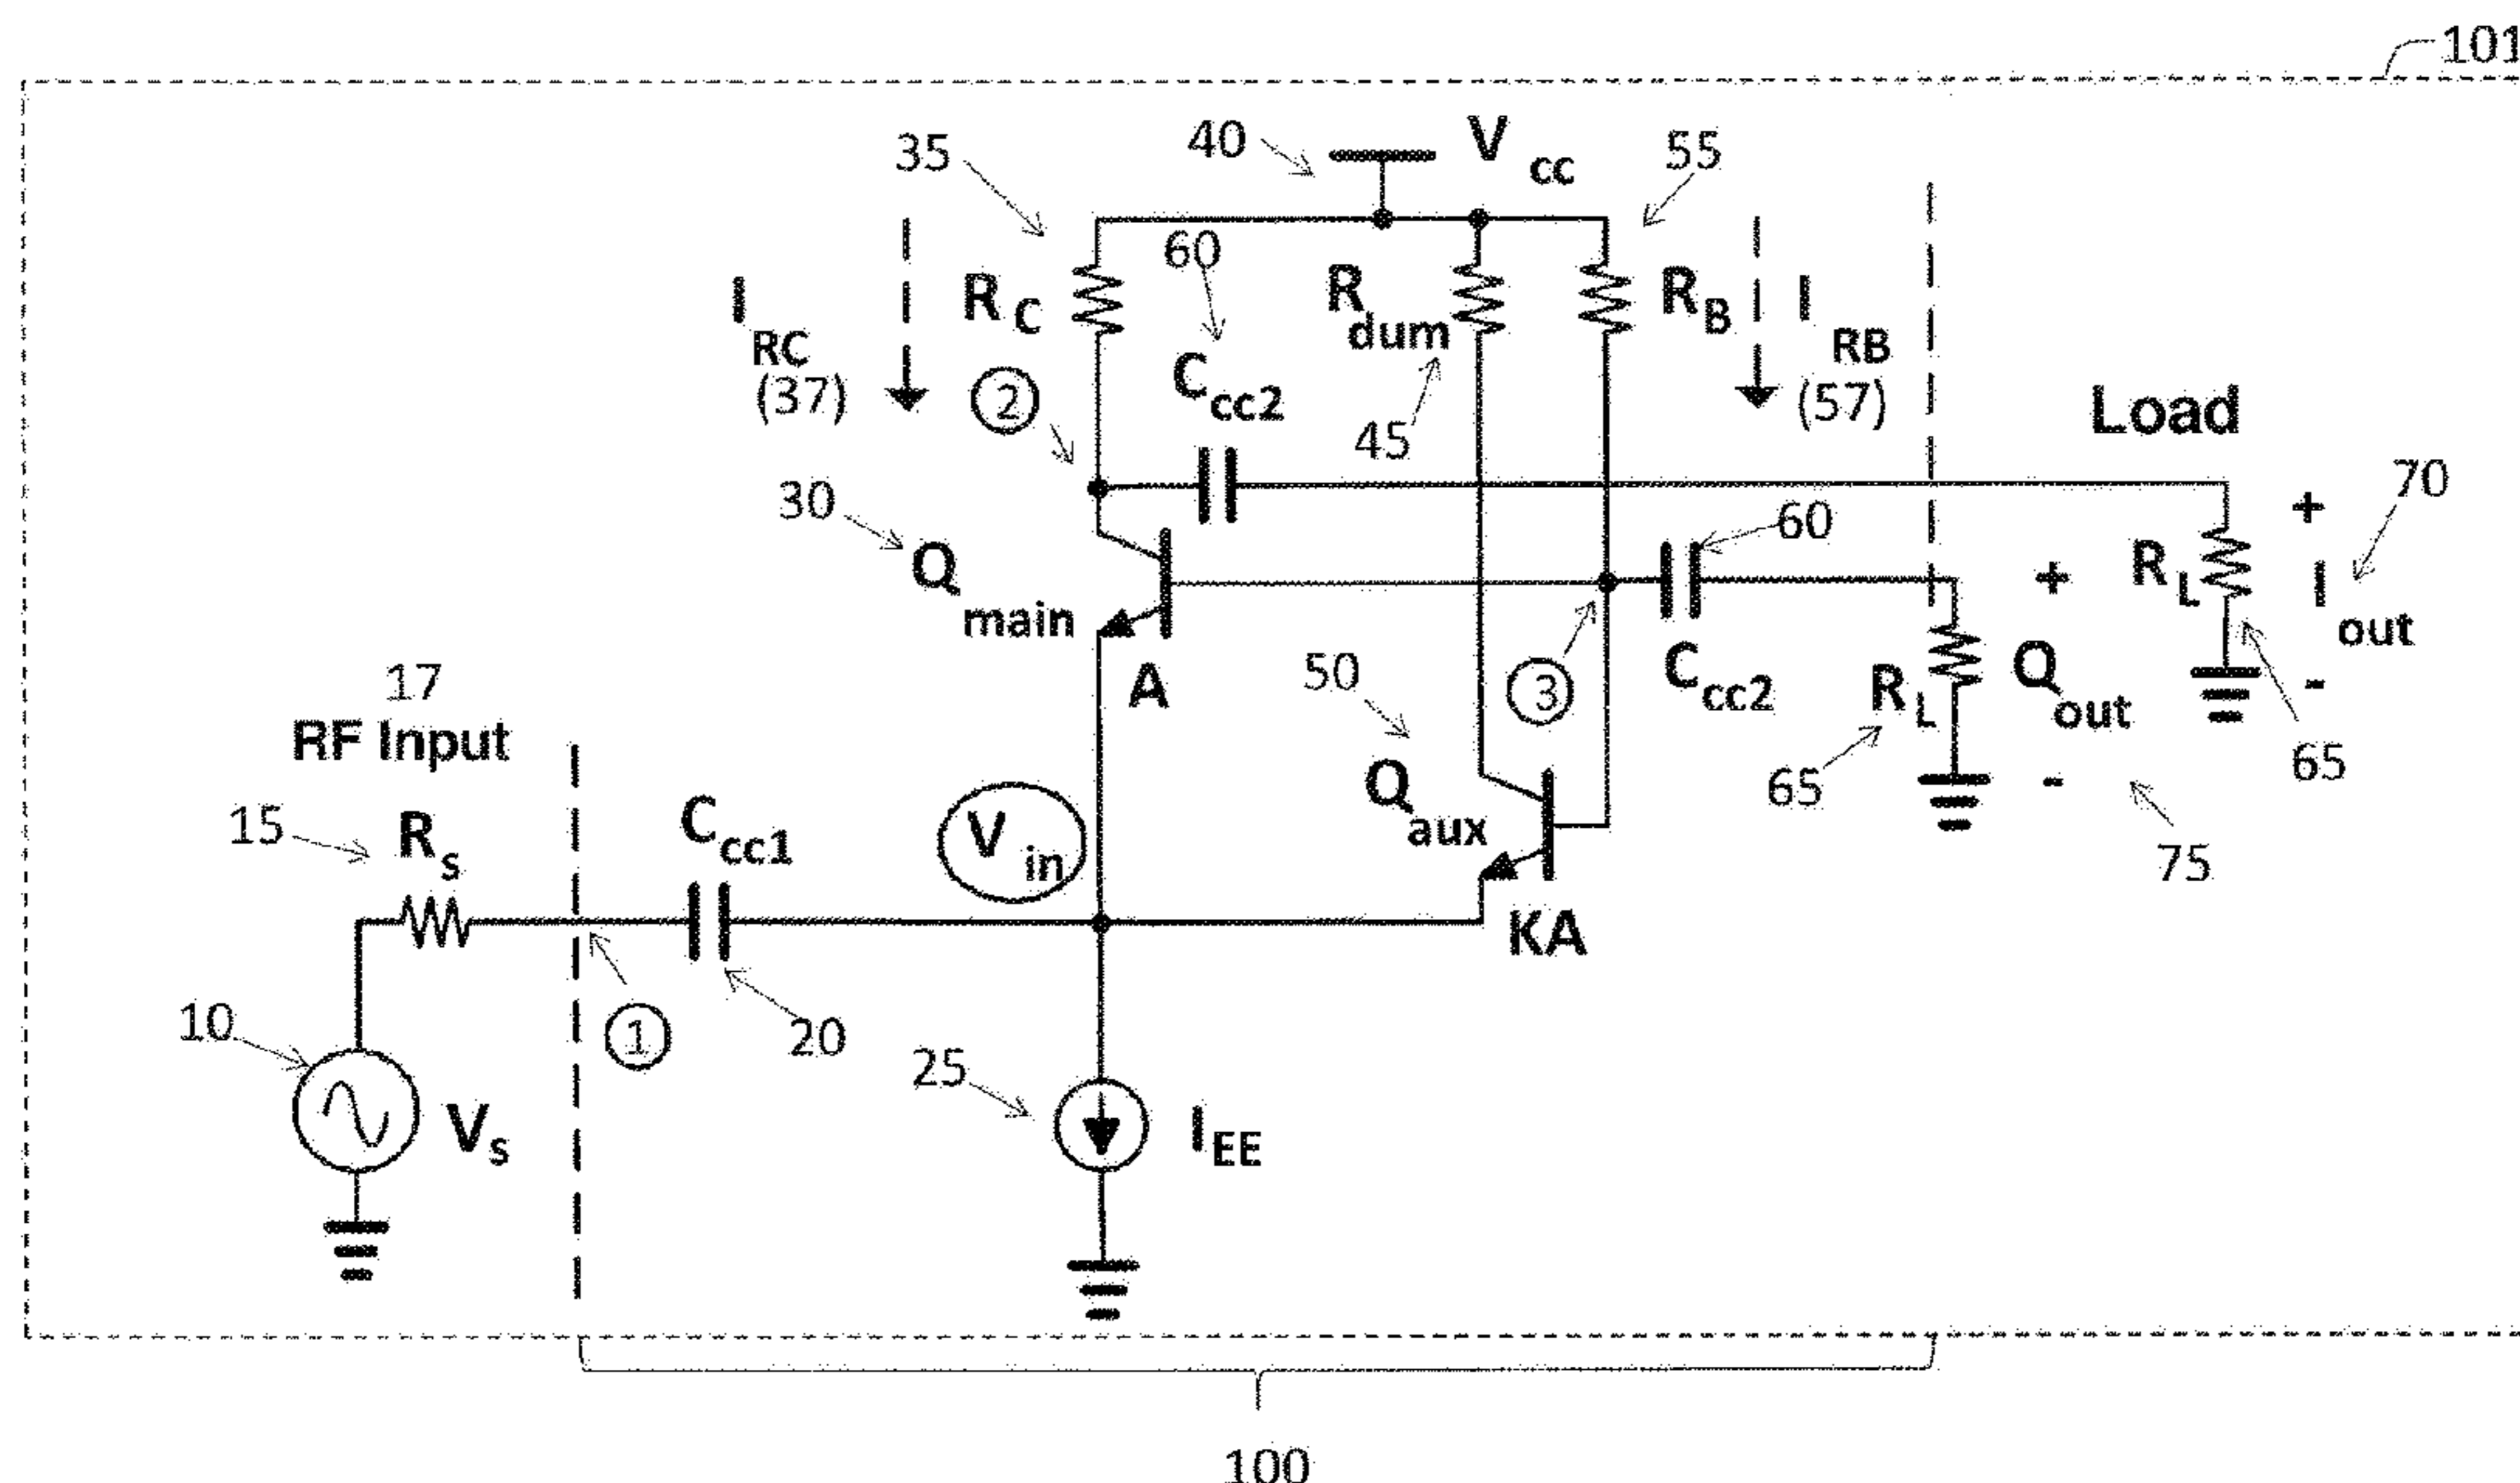 101
40
V cc
35
55
60
R C
R dum
R B
I RC
(37)
I RB
(57)
2
C cc2
45
Load
30
Q main
A
60
70
+
R L
I out
-
65
50
3
C cc2
+
R L
Q out
-
65
75
17
RF Input
15
R s
C cc1
V in
Q aux
KA
10
1
20
25
V s
I EE
100